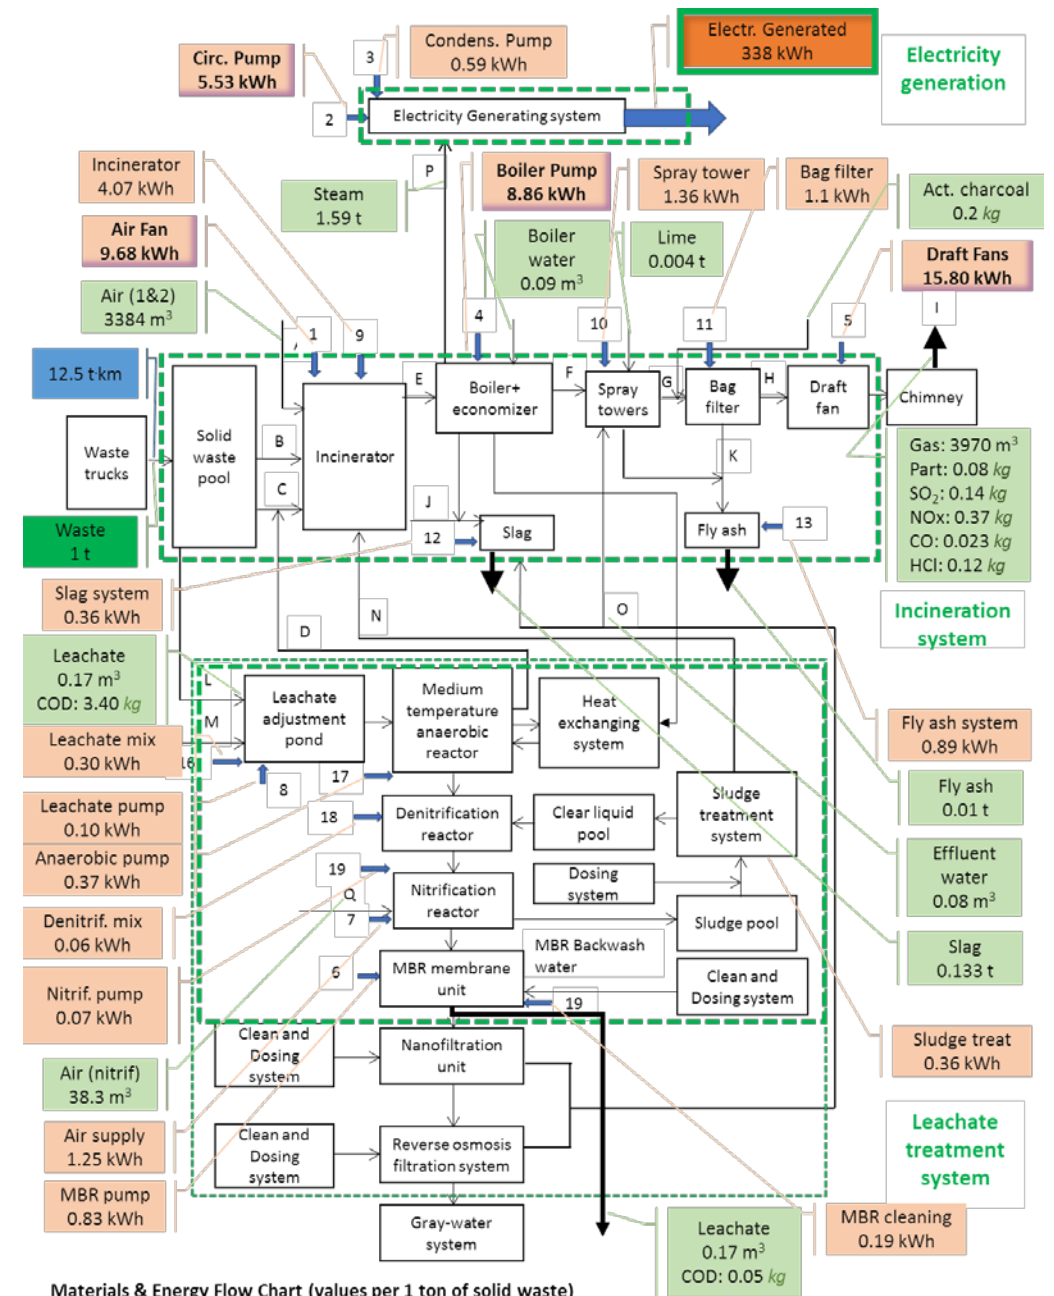 Electr. Generated
338 kWh
Electricity
generation
Condens. Pump
0.59 kWh
3
Circ. Pump
5.53 kWh
2
Electricity Generating system
Incinerator
4.07 kWh
P
Steam
1.59 t
Boiler Pump
8.86 kWh
Spray tower
1.36 kWh
Bag filter
1.1 kWh
Act. charcoal
0.2 kg
Air Fan
9.68 kWh
Boiler
water
0.09 m³
Lime
0.004 t
Draft Fans
15.80 kWh
Air (1&2)
3384 m³
1
9
4
10
11
5
I
12.5 t·km
Waste
trucks
Solid
waste
pool
B
C
Incinerator
E
Boiler+
economizer
F
Spray
towers
G
Bag
filter
H
Draft
fan
Chimney
Gas: 3970 m³
Part: 0.08 kg
SO₂: 0.14 kg
NOx: 0.37 kg
CO: 0.023 kg
HCl: 0.12 kg
K
J
12
Slag
Fly ash
13
Waste
1 t
Slag system
0.36 kWh
D
N
O
Incineration
system
Leachate
0.17 m³
COD: 3.40 kg
L
M
Leachate
adjustment
pond
Medium
temperature
anaerobic
reactor
Heat
exchanging
system
Fly ash system
0.89 kWh
Leachate mix
0.30 kWh
16
17
8
Leachate pump
0.10 kWh
Fly ash
0.01 t
18
Denitrification
reactor
Clear liquid
pool
Sludge
treatment
system
Anaerobic pump
0.37 kWh
Effluent
water
0.08 m³
19
Q
7
Nitrification
reactor
Dosing
system
Sludge pool
Denitrif. mix
0.06 kWh
Slag
0.133 t
6
MBR membrane
unit
MBR Backwash
water
Clean and
Dosing system
19
Nitrif. pump
0.07 kWh
Sludge treat
0.36 kWh
Clean and
Dosing
system
Nanofiltration
unit
Air (nitrif)
38.3 m³
Air supply
1.25 kWh
Clean and
Dosing
system
Reverse osmosis
filtration system
Leachate
treatment
system
MBR pump
0.83 kWh
Gray-water
system
Leachate
0.17 m³
COD: 0.05 kg
MBR cleaning
0.19 kWh
Materials & Energy Flow Chart (values per 1 ton of solid waste)